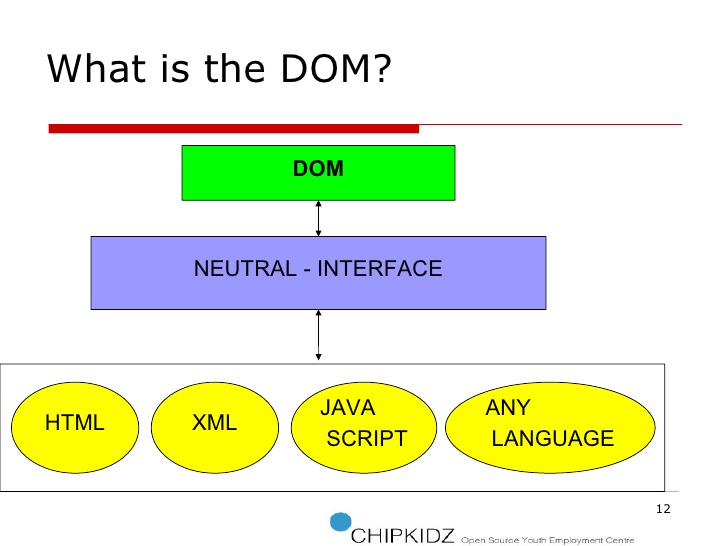 What is the DOM?
DOM
NEUTRAL - INTERFACE
HTML
XML
JAVA
SCRIPT
ANY
LANGUAGE
12
CHIPKIDZ Open Source Youth Employment Centre